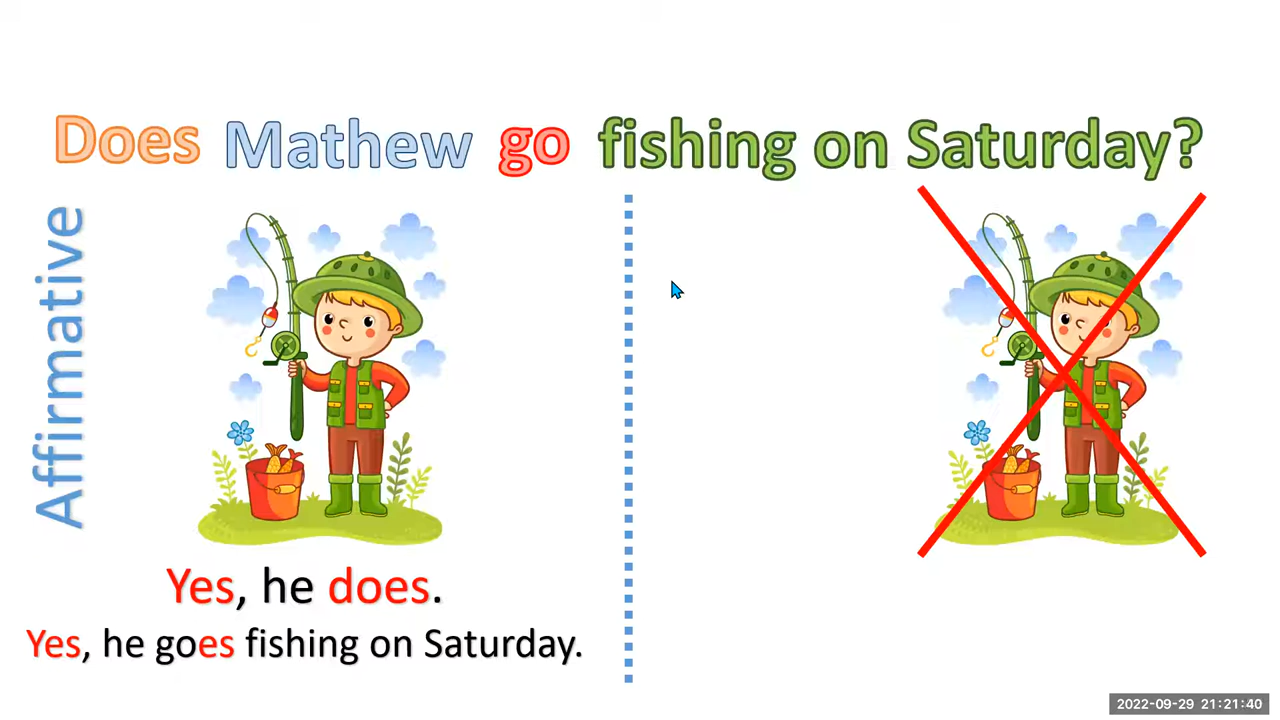 Does Mathew go fishing on Saturday?
Affirmative
Yes, he does.
Yes, he goes fishing on Saturday.
2022-09-29 21:21:40